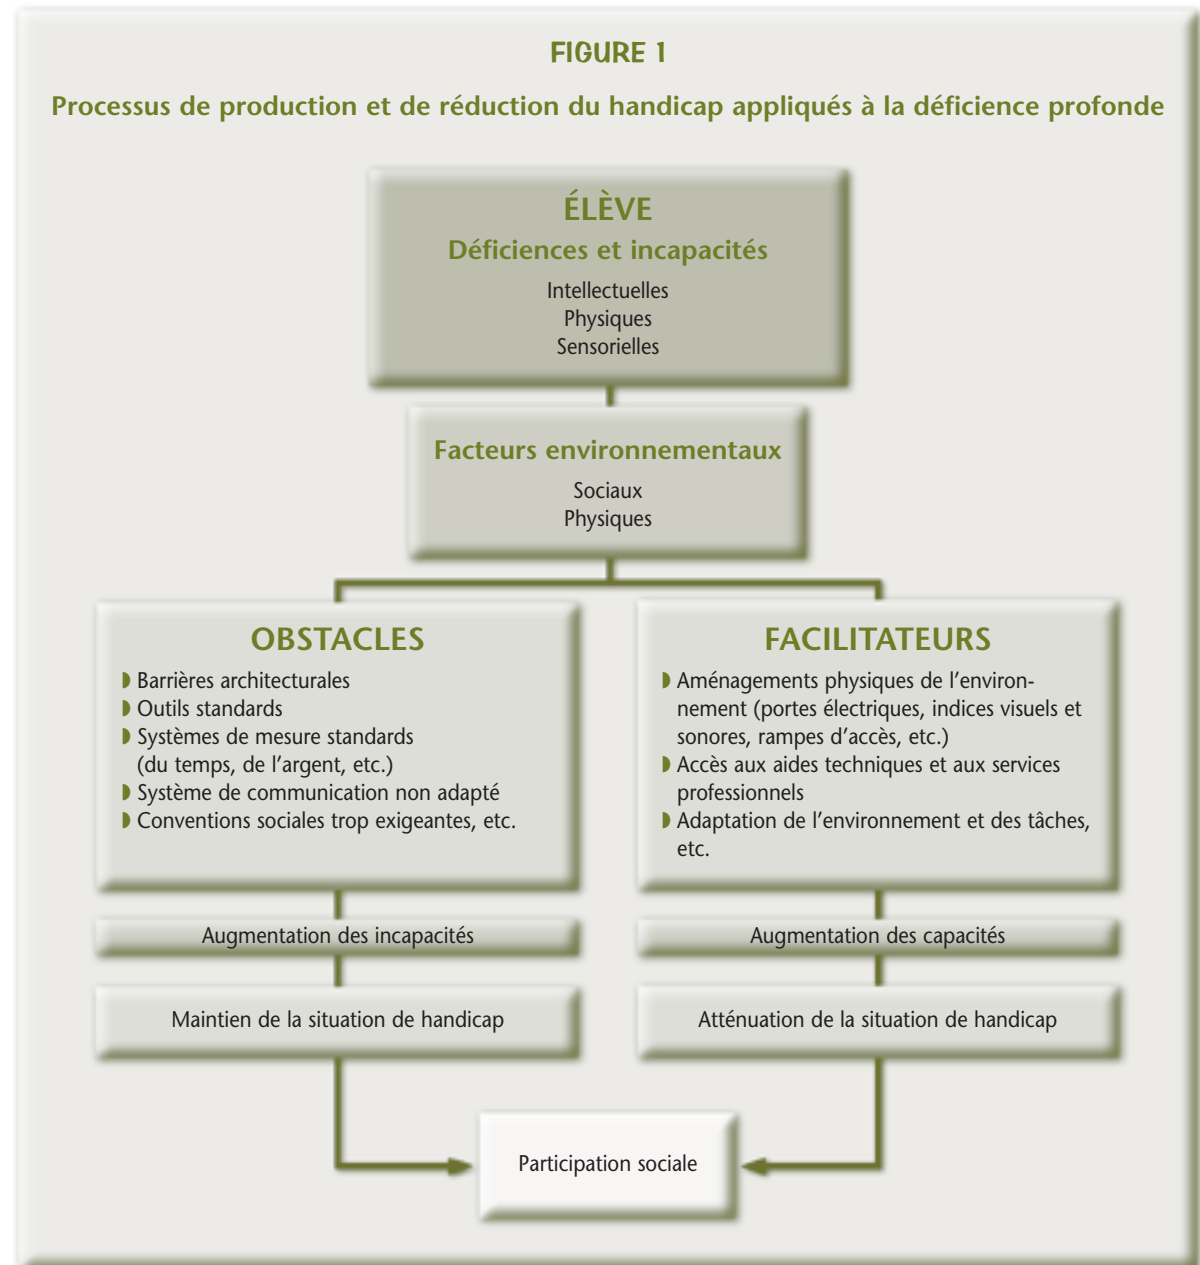 FIGURE 1
Processus de production et de réduction du handicap appliqués à la déficience profonde
ÉLÈVE
Déficiences et incapacités
Intellectuelles
Physiques
Sensorielles
Facteurs environnementaux
Sociaux
Physiques
OBSTACLES
◗ Barrières architecturales
◗ Outils standards
◗ Systèmes de mesure standards
(du temps, de l'argent, etc.)
◗ Système de communication non adapté
◗ Conventions sociales trop exigeantes, etc.
Augmentation des incapacités
Maintien de la situation de handicap
FACILITATEURS
◗ Aménagements physiques de l'environ-
nement (portes électriques, indices visuels et
sonores, rampes d'accès, etc.)
◗ Accès aux aides techniques et aux services
professionnels
◗ Adaptation de l'environnement et des tâches,
etc.
Augmentation des capacités
Atténuation de la situation de handicap
Participation sociale